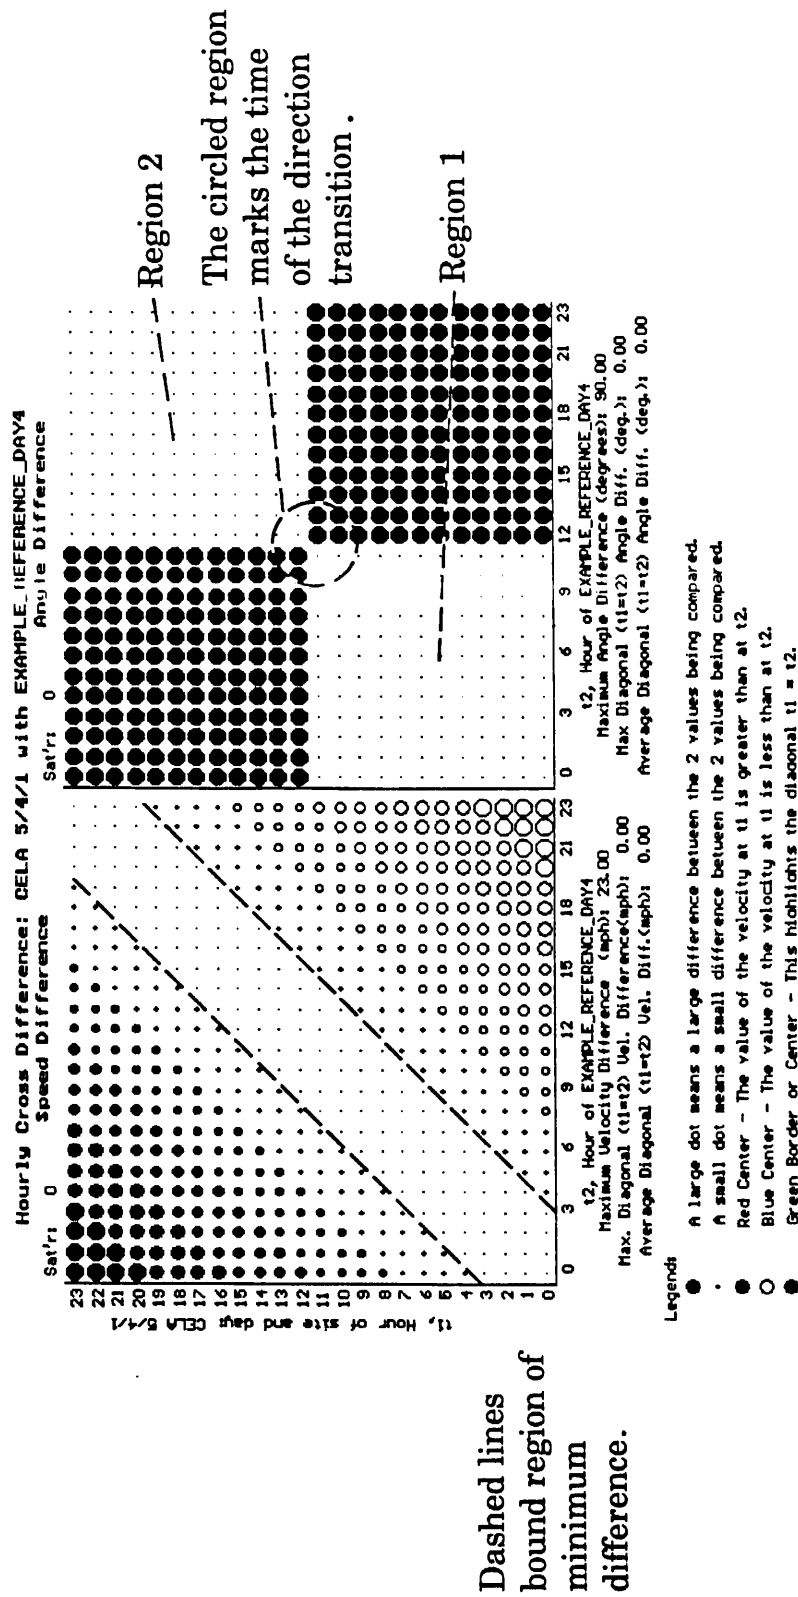 Hourly Cross Difference: CELA 5/4/1 with EXAMPLE_REFERENCE_DAY4
Speed Difference
Angle Difference
Sat'r: 0
Sat'r: 0
t1, Hour of site and day: CELA 5/4/1
23
22
21
20
19
18
17
16
15
14
13
12
11
10
9
8
7
6
5
4
3
2
1
0
0 3 6 9 12 15 18 21 23
0 3 6 9 12 15 18 21 23
t2, Hour of EXAMPLE_REFERENCE_DAY4
Maximum Velocity Difference (mph): 23.00
Max. Diagonal (t1=t2) Vel. Difference(mph): 0.00
Average Diagonal (t1=t2) Vel. Diff.(mph): 0.00
t2, Hour of EXAMPLE_REFERENCE_DAY4
Maximum Angle Difference (degrees): 90.00
Max Diagonal (t1=t2) Angle Diff. (deg.): 0.00
Average Diagonal (t1=t2) Angle Diff. (deg.): 0.00
Region 2
The circled region
marks the time
of the direction
transition.
Region 1
Dashed lines
bound region of
minimum
difference.
Legends
A large dot means a large difference between the 2 values being compared.
A small dot means a small difference between the 2 values being compared.
Red Center - The value of the velocity at t1 is greater than at t2.
Blue Center - The value of the velocity at t1 is less than at t2.
Green Border or Center - This highlights the diagonal t1 = t2.